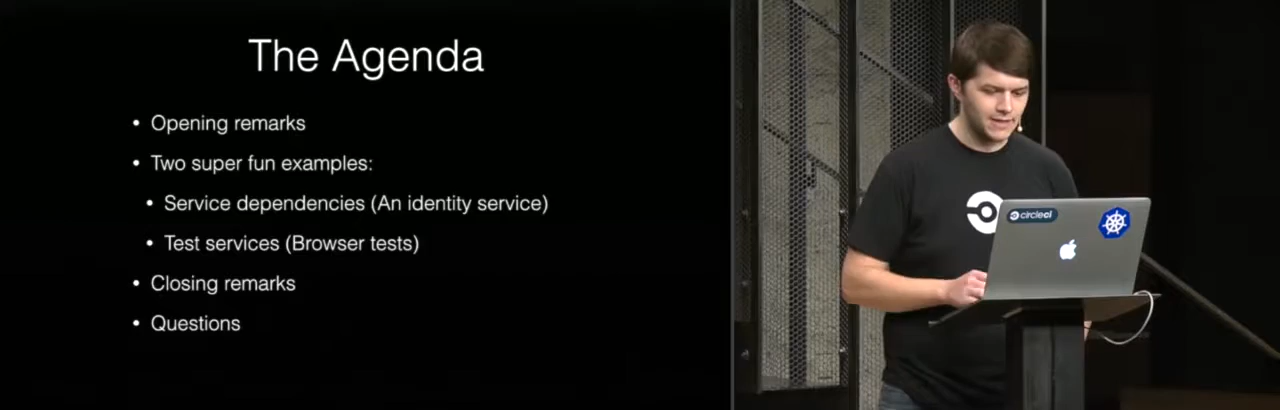 The Agenda
• Opening remarks
• Two super fun examples:
• Service dependencies (An identity service)
• Test services (Browser tests)
• Closing remarks
• Questions
circleci